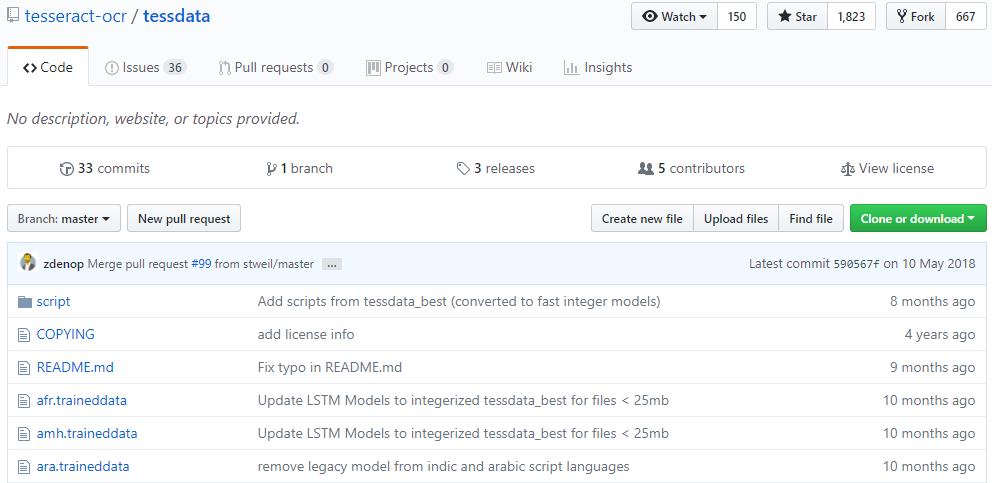 tesseract-ocr / tessdata Watch 150 Star 1,823 Fork 667
Code Issues 36 Pull requests 0 Projects 0 Wiki Insights
No description, website, or topics provided.
33 commits 1 branch 3 releases 5 contributors View license
Branch: master New pull request Create new file Upload files Find file Clone or download
zdenop Merge pull request #99 from stweil/master ... Latest commit 590567f on 10 May 2018
script Add scripts from tessdata_best (converted to fast integer models) 8 months ago
COPYING add license info 4 years ago
README.md Fix typo in README.md 9 months ago
afr.traineddata Update LSTM Models to integerized tessdata_best for files < 25mb 10 months ago
amh.traineddata Update LSTM Models to integerized tessdata_best for files < 25mb 10 months ago
ara.traineddata remove legacy model from indic and arabic script languages 10 months ago